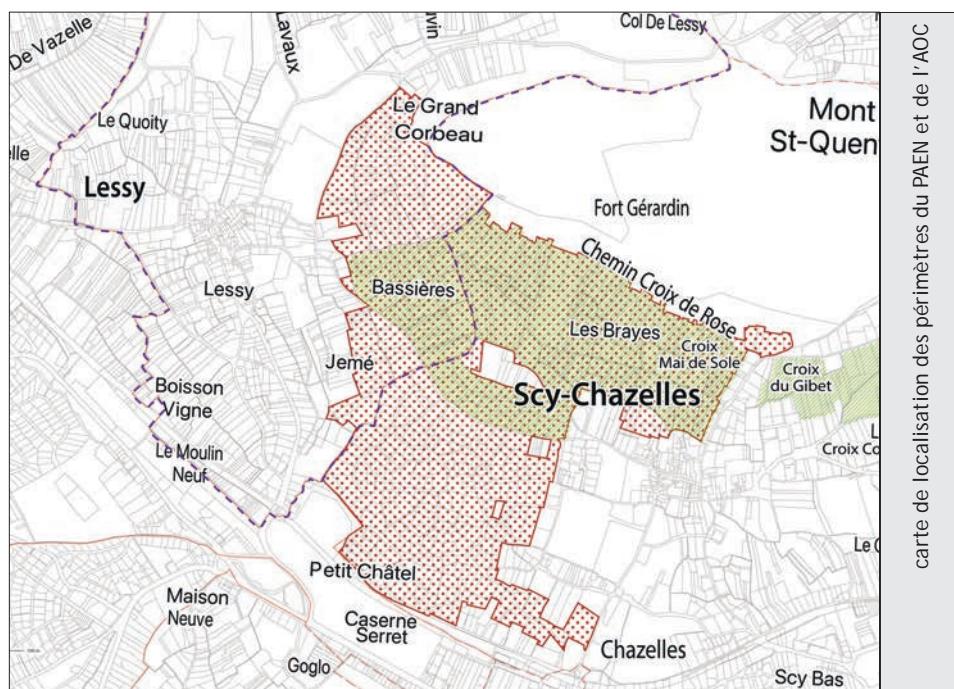 De Vazelle
Lavaux
Col De Lessy
Le Quoity
Le Grand
Corbeau
Mont
St-Quen
elle
Lessy
Fort Gérardin
Chemin Croix de Rose
Lessy
Bassières
Les Brayes
Croix
Mai de Sole
Croix
du Gibet
Jemé
Scy-Chazelles
Boisson
Vigne
Le Moulin
Neuf
Croix Co
Le
Petit Châtel
Maison
Neuve
Caserne
Serret
Goglo
Chazelles
Scy Bas
carte de localisation des périmètres du PAEN et de l'AOC